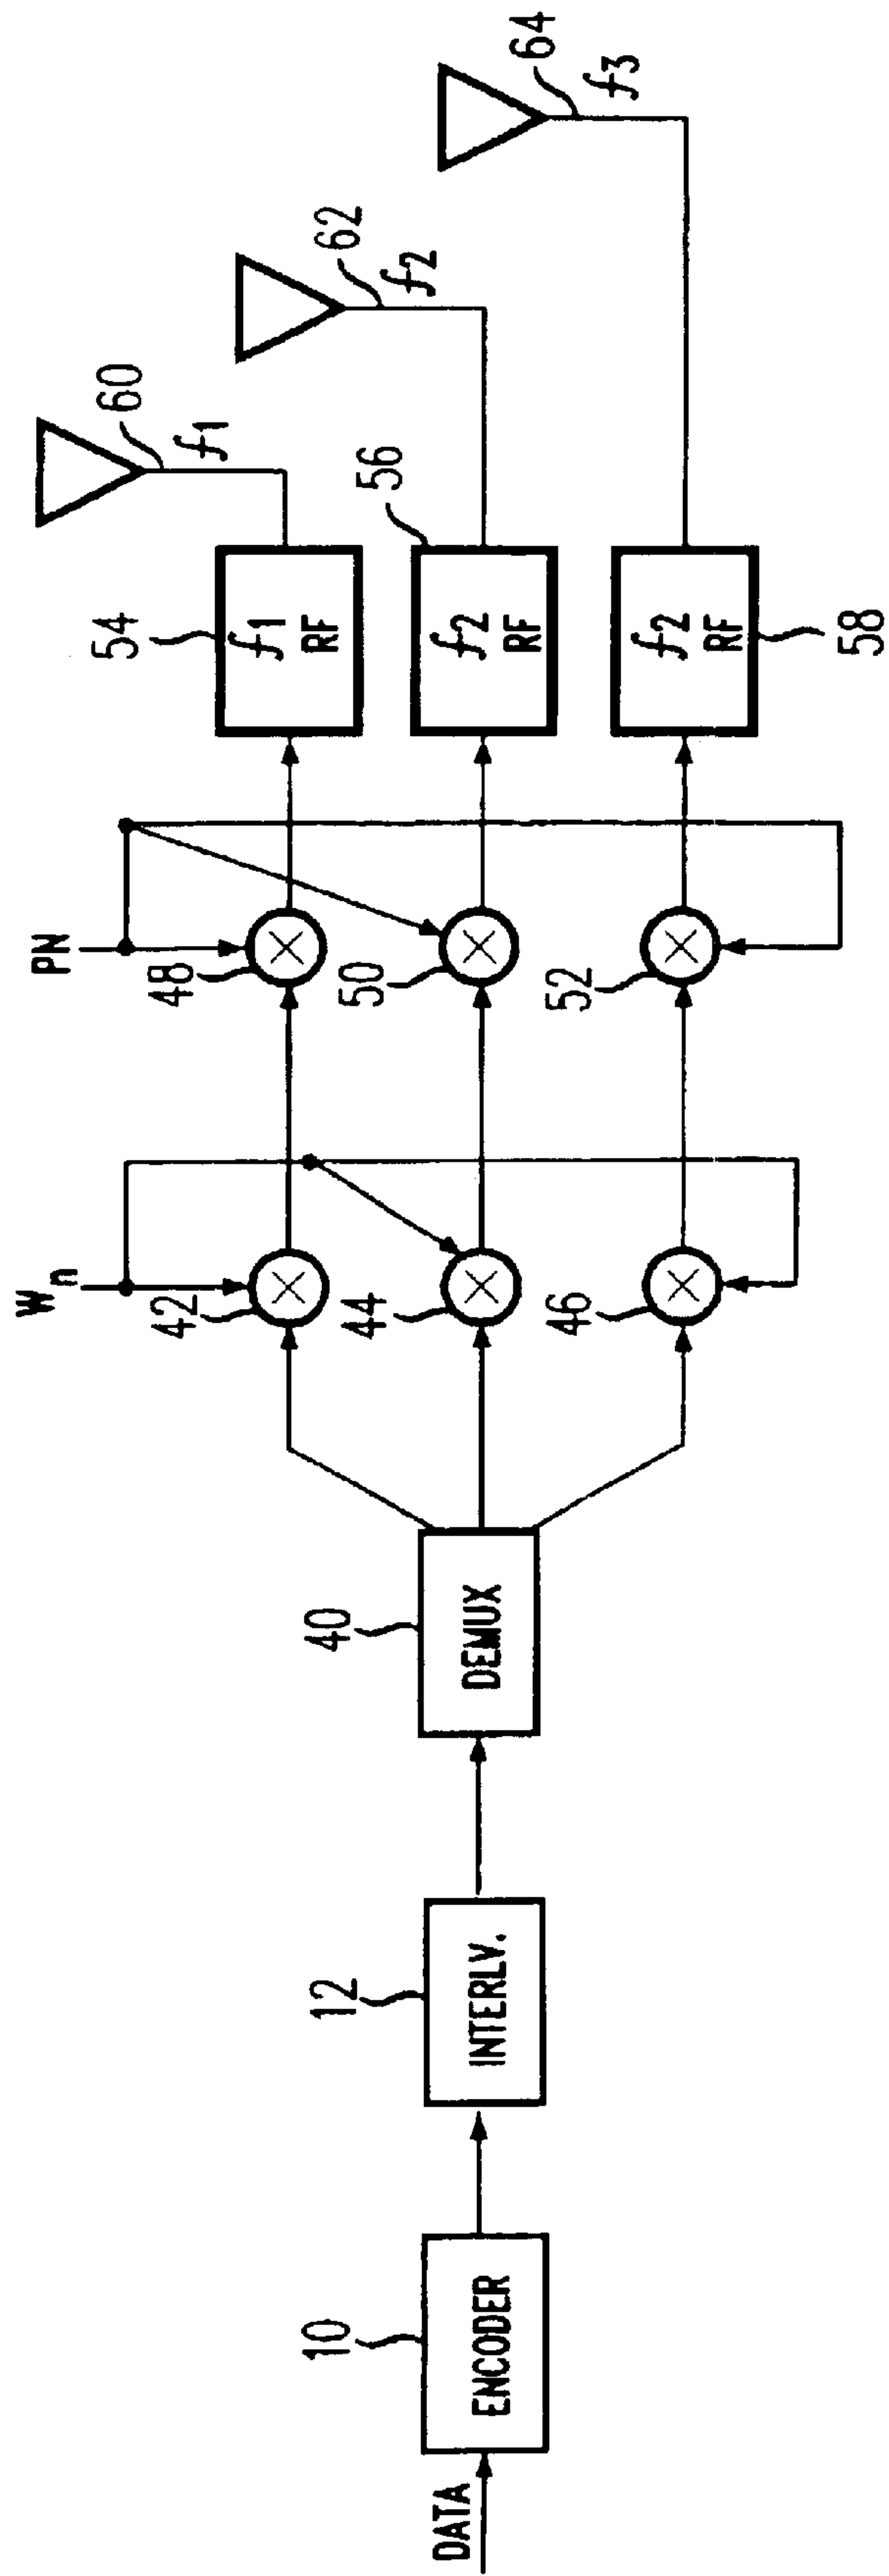 DATA
10
ENCODER
12
INTERLV.
40
DEMUX
Wn
42
44
46
PN
48
50
52
54
f1
RF
56
f2
RF
f2
RF
58
60
f1
62
f2
64
f3